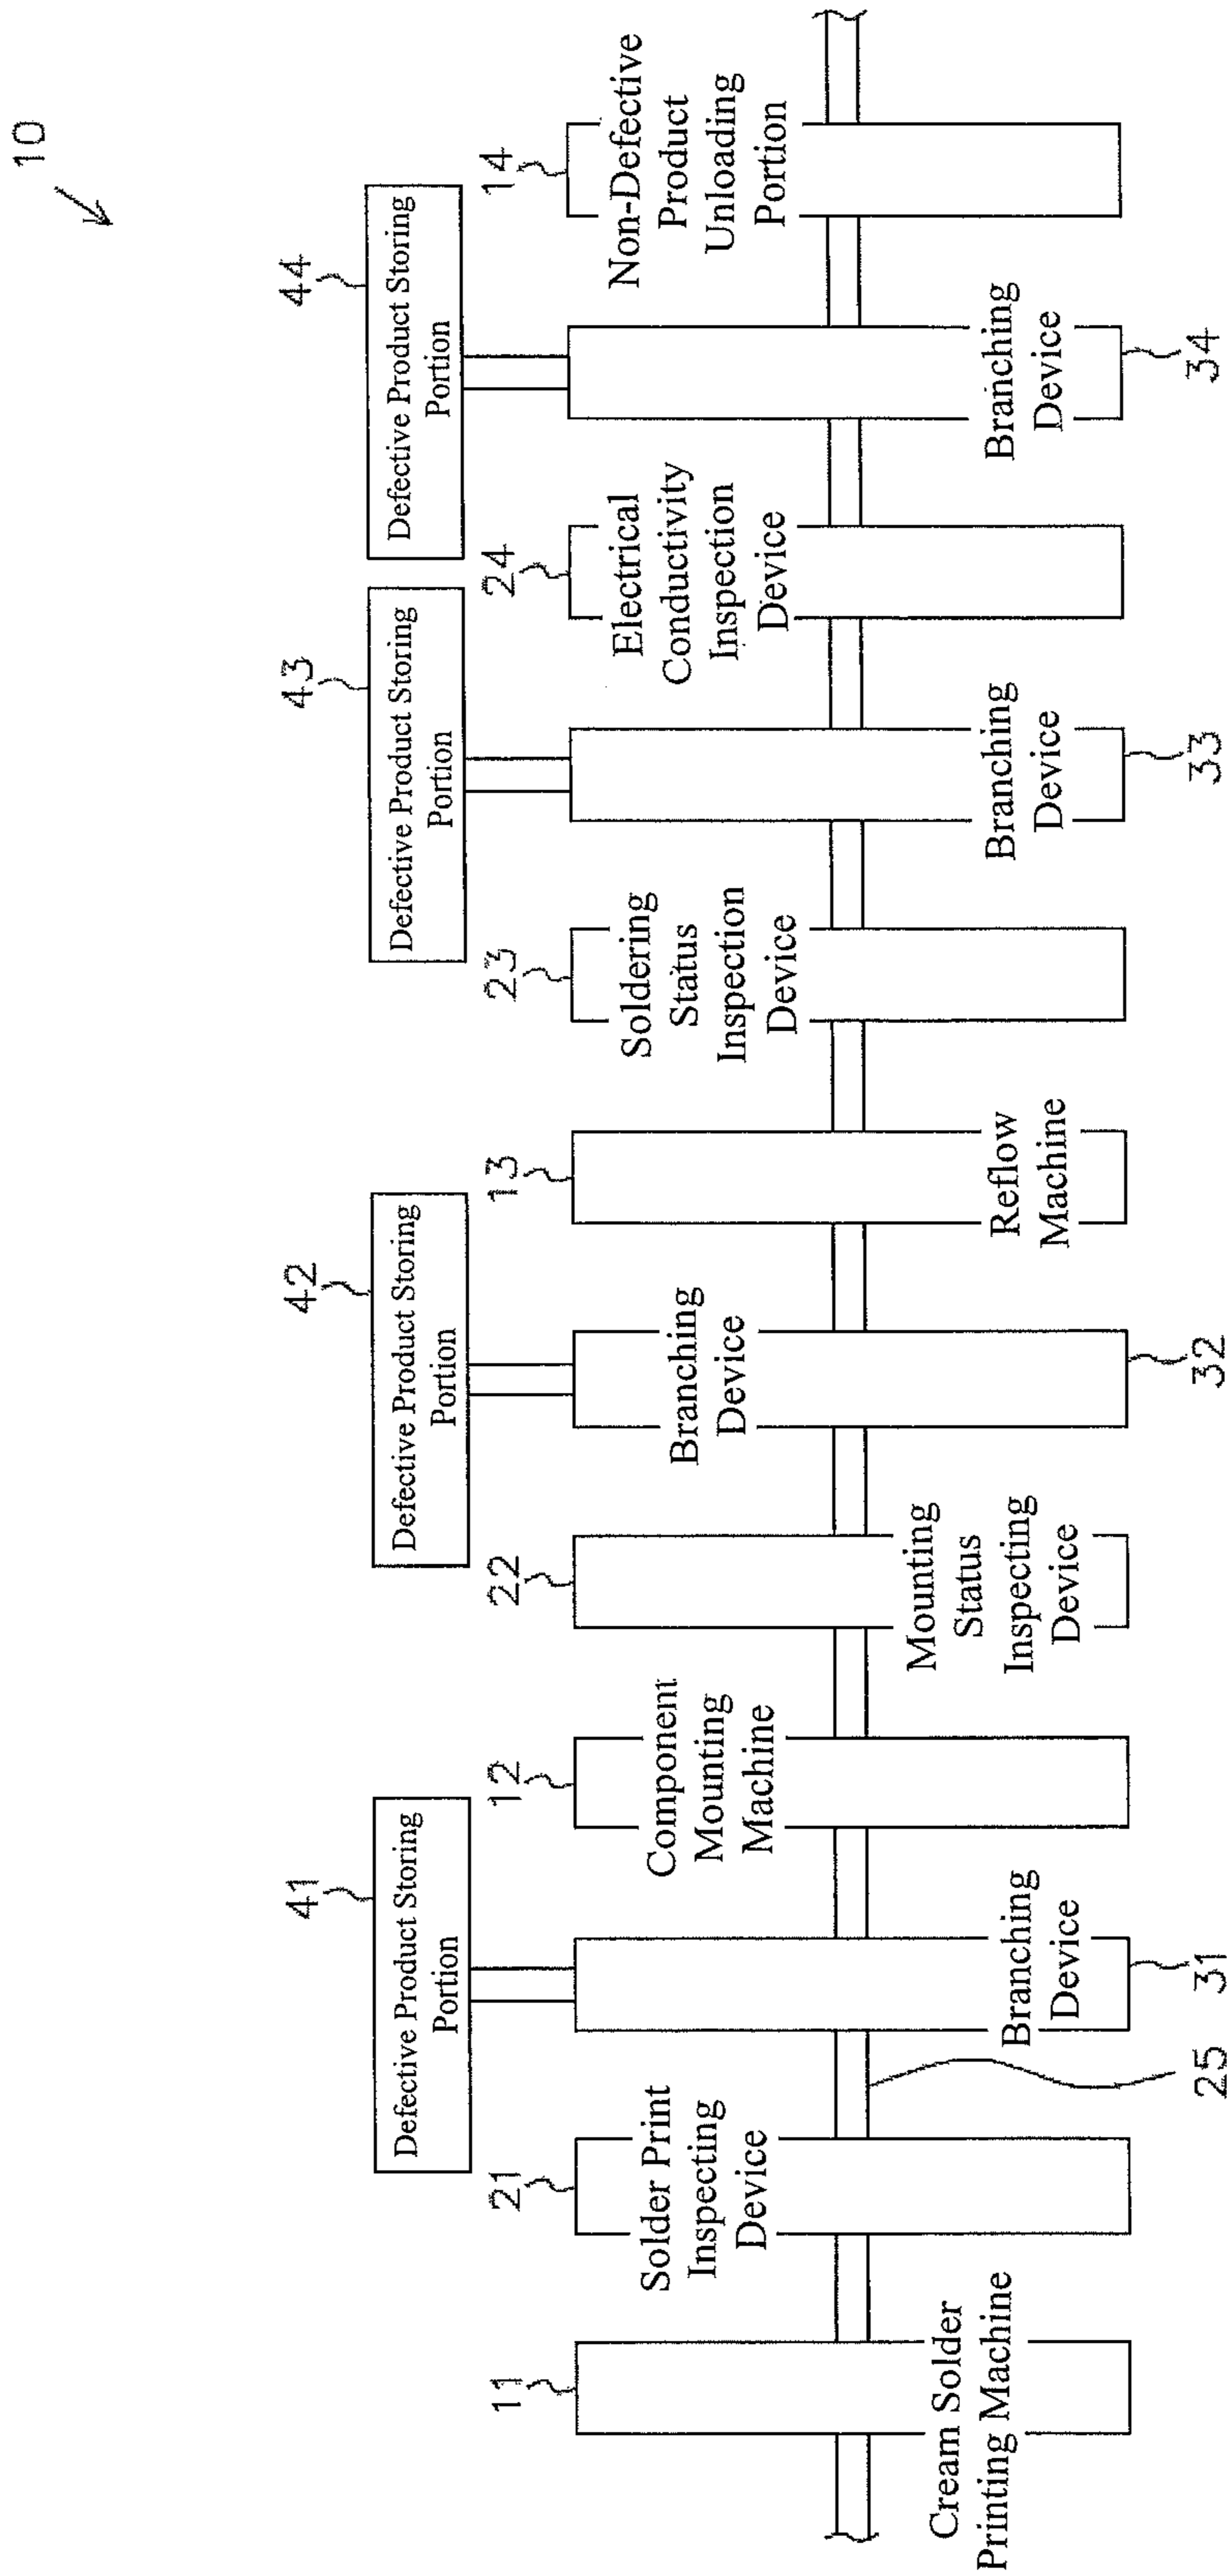 10
44
Defective Product Storing
Portion
43
Defective Product Storing
Portion
42
Defective Product Storing
Portion
41
Defective Product Storing
Portion
14
Non-Defective
Product
Unloading
Portion
Branching
Device
34
24
Electrical
Conductivity
Inspection
Device
Branching
Device
33
23
Soldering
Status
Inspection
Device
13
Reflow
Machine
Branching
Device
32
22
Mounting
Status
Inspecting
Device
12
Component
Mounting
Machine
Branching
Device
31
25
21
Solder Print
Inspecting
Device
11
Cream Solder
Printing Machine